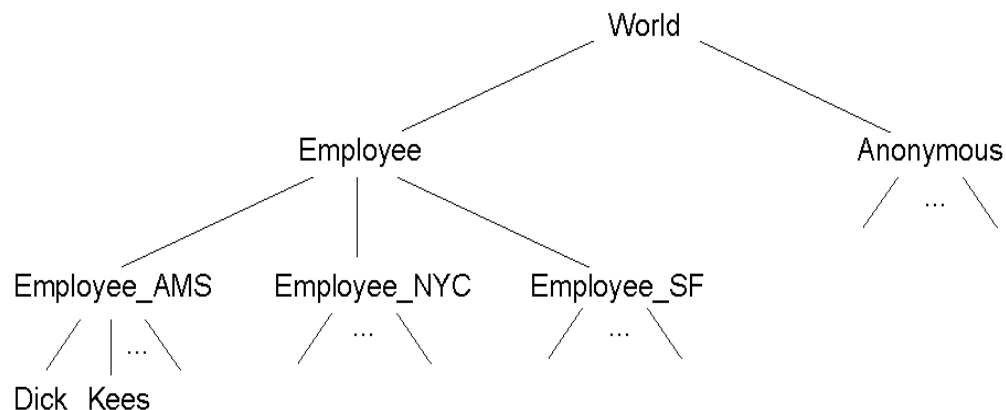 World
Employee Anonymous
...
Employee_AMS Employee_NYC Employee_SF
... ... ...
Dick Kees